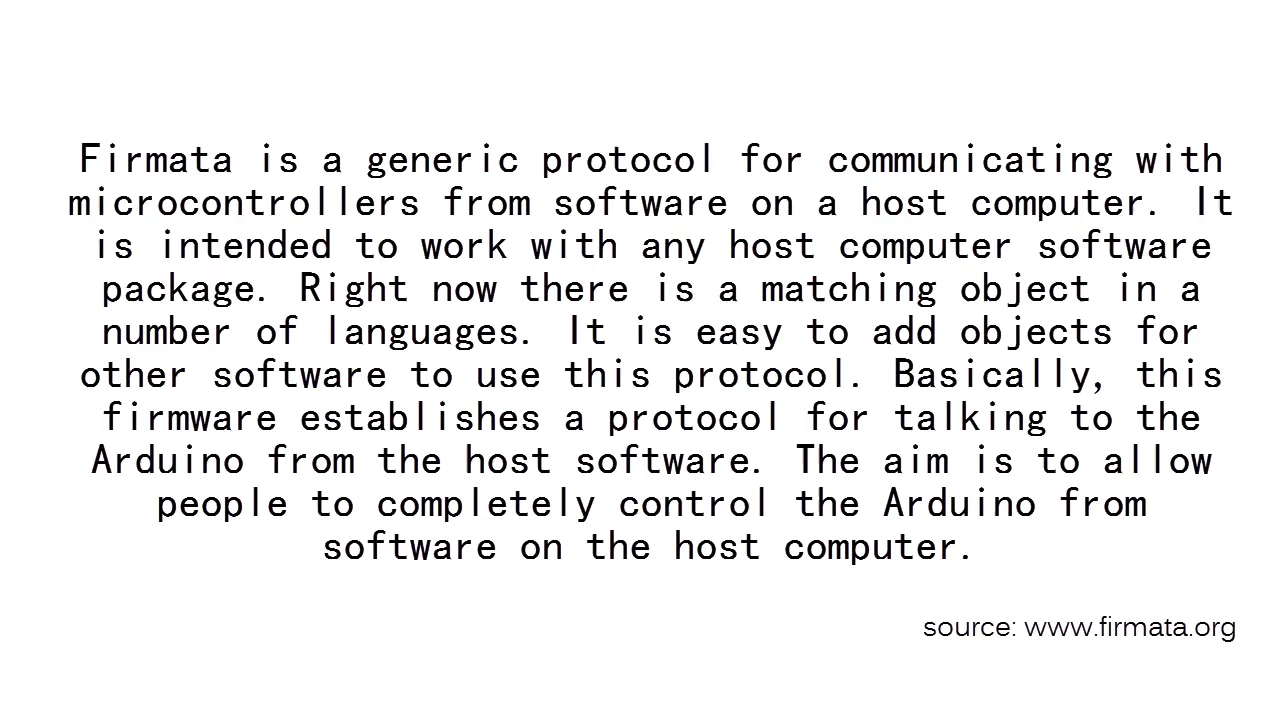 Firmata is a generic protocol for communicating with
microcontrollers from software on a host computer. It
is intended to work with any host computer software
package. Right now there is a matching object in a
number of languages. It is easy to add objects for
other software to use this protocol. Basically, this
firmware establishes a protocol for talking to the
Arduino from the host software. The aim is to allow
people to completely control the Arduino from
software on the host computer.
source: www.firmata.org